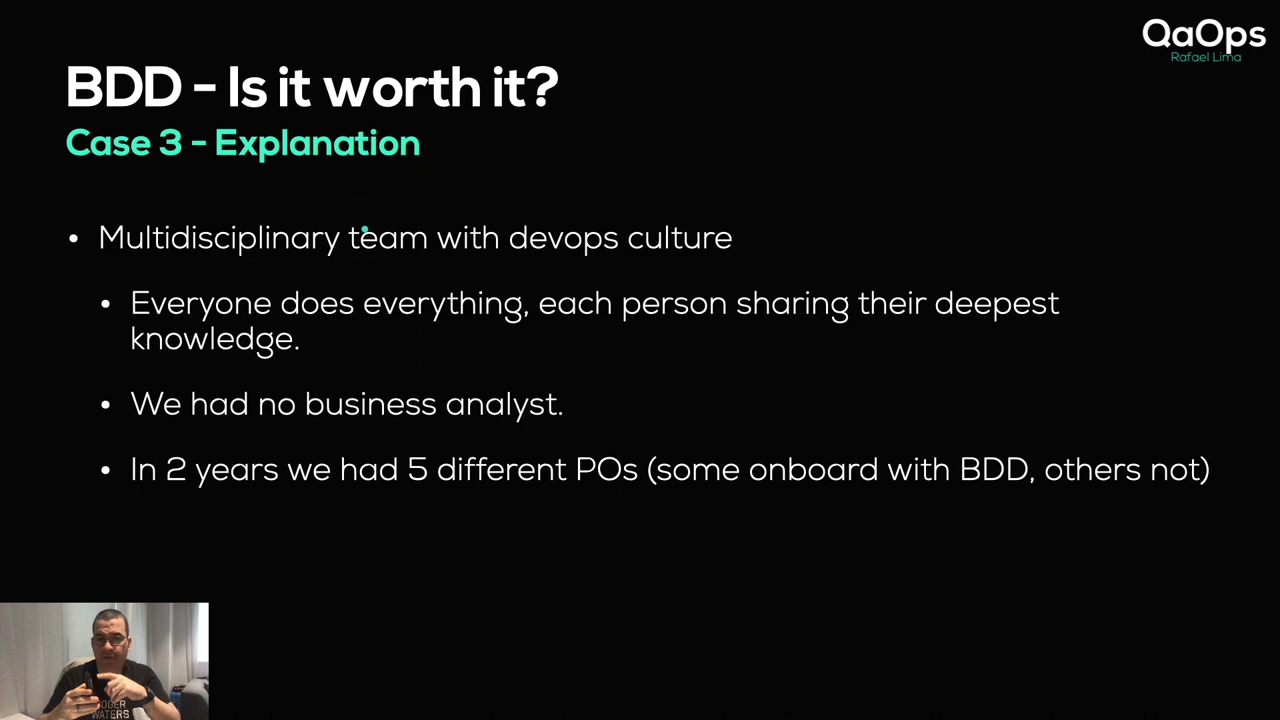 QaOps
Rafael Lima
BDD - Is it worth it?
Case 3 - Explanation
• Multidisciplinary team with devops culture
• Everyone does everything, each person sharing their deepest
knowledge.
• We had no business analyst.
• In 2 years we had 5 different POs (some onboard with BDD, others not)
WATERS